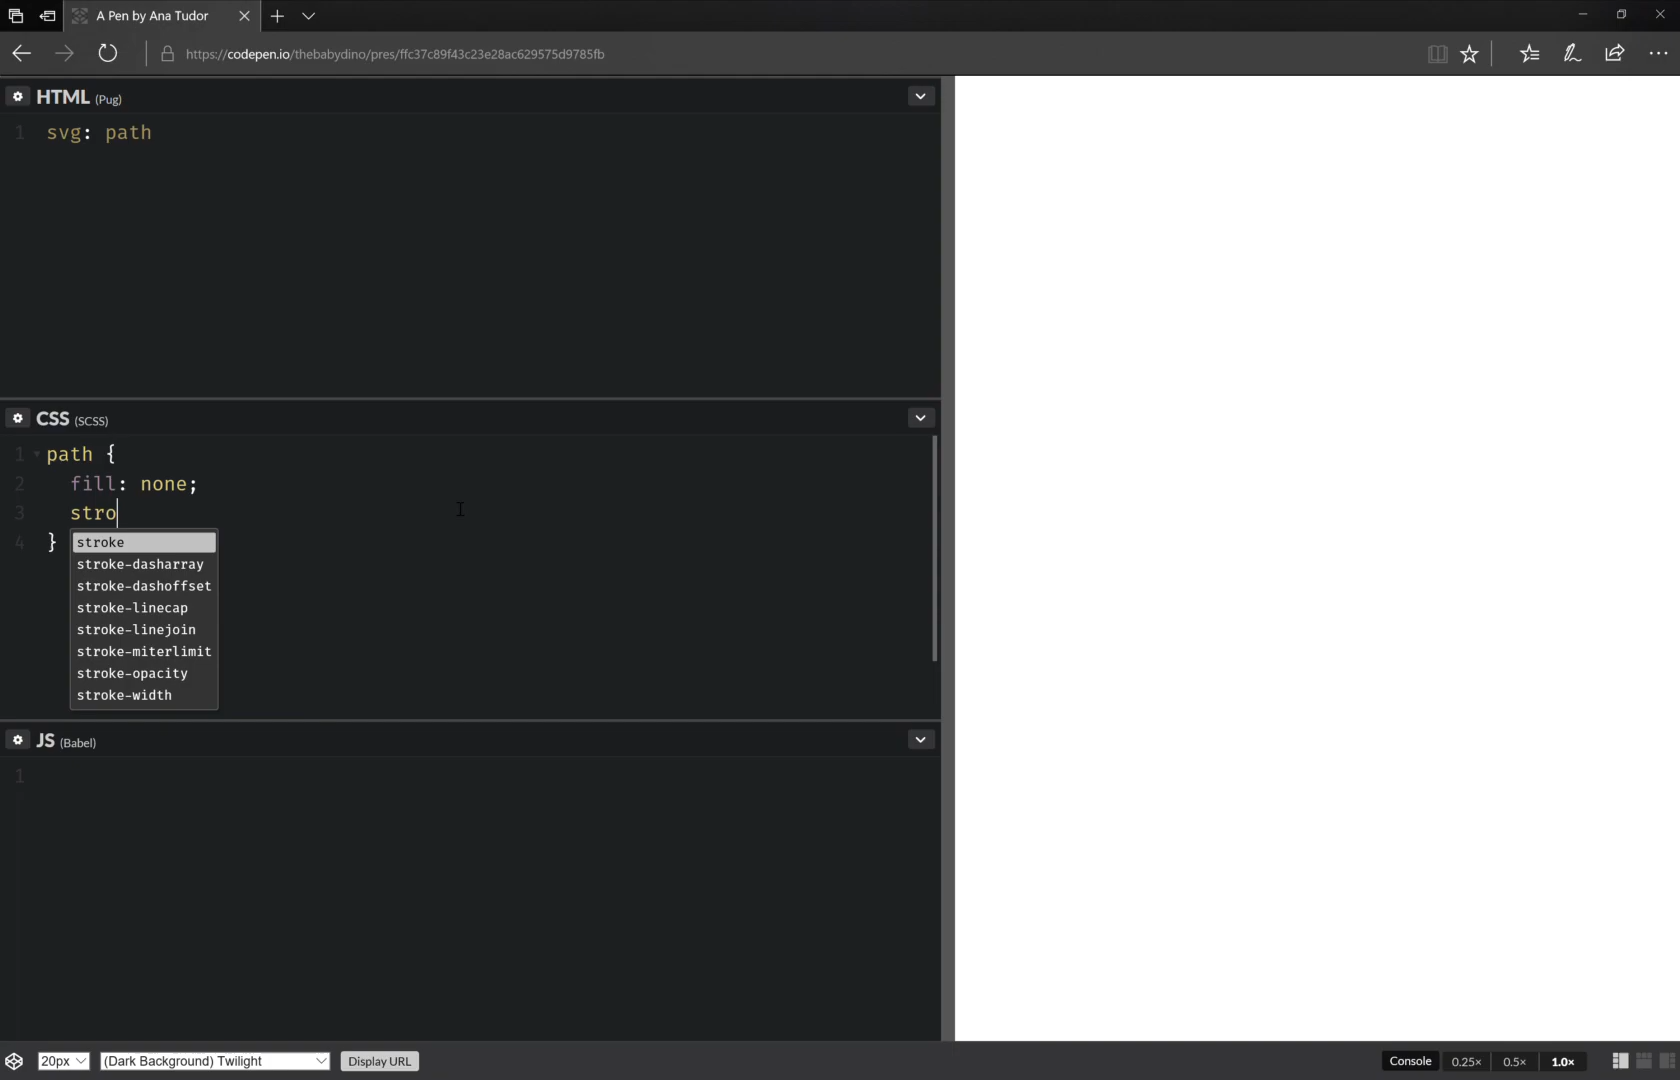 A Pen by Ana Tudor
https://codepen.io/thebabydino/pres/ffc37c89f43c23e28ac629575d9785fb
HTML (Pug)
1 svg: path
CSS (SCSS)
1 path {
2 fill: none;
3 stro
4 }
stroke
stroke-dasharray
stroke-dashoffset
stroke-linecap
stroke-linejoin
stroke-miterlimit
stroke-opacity
stroke-width
JS (Babel)
1
20px (Dark Background) Twilight Display URL Console 0.25× 0.5× 1.0×